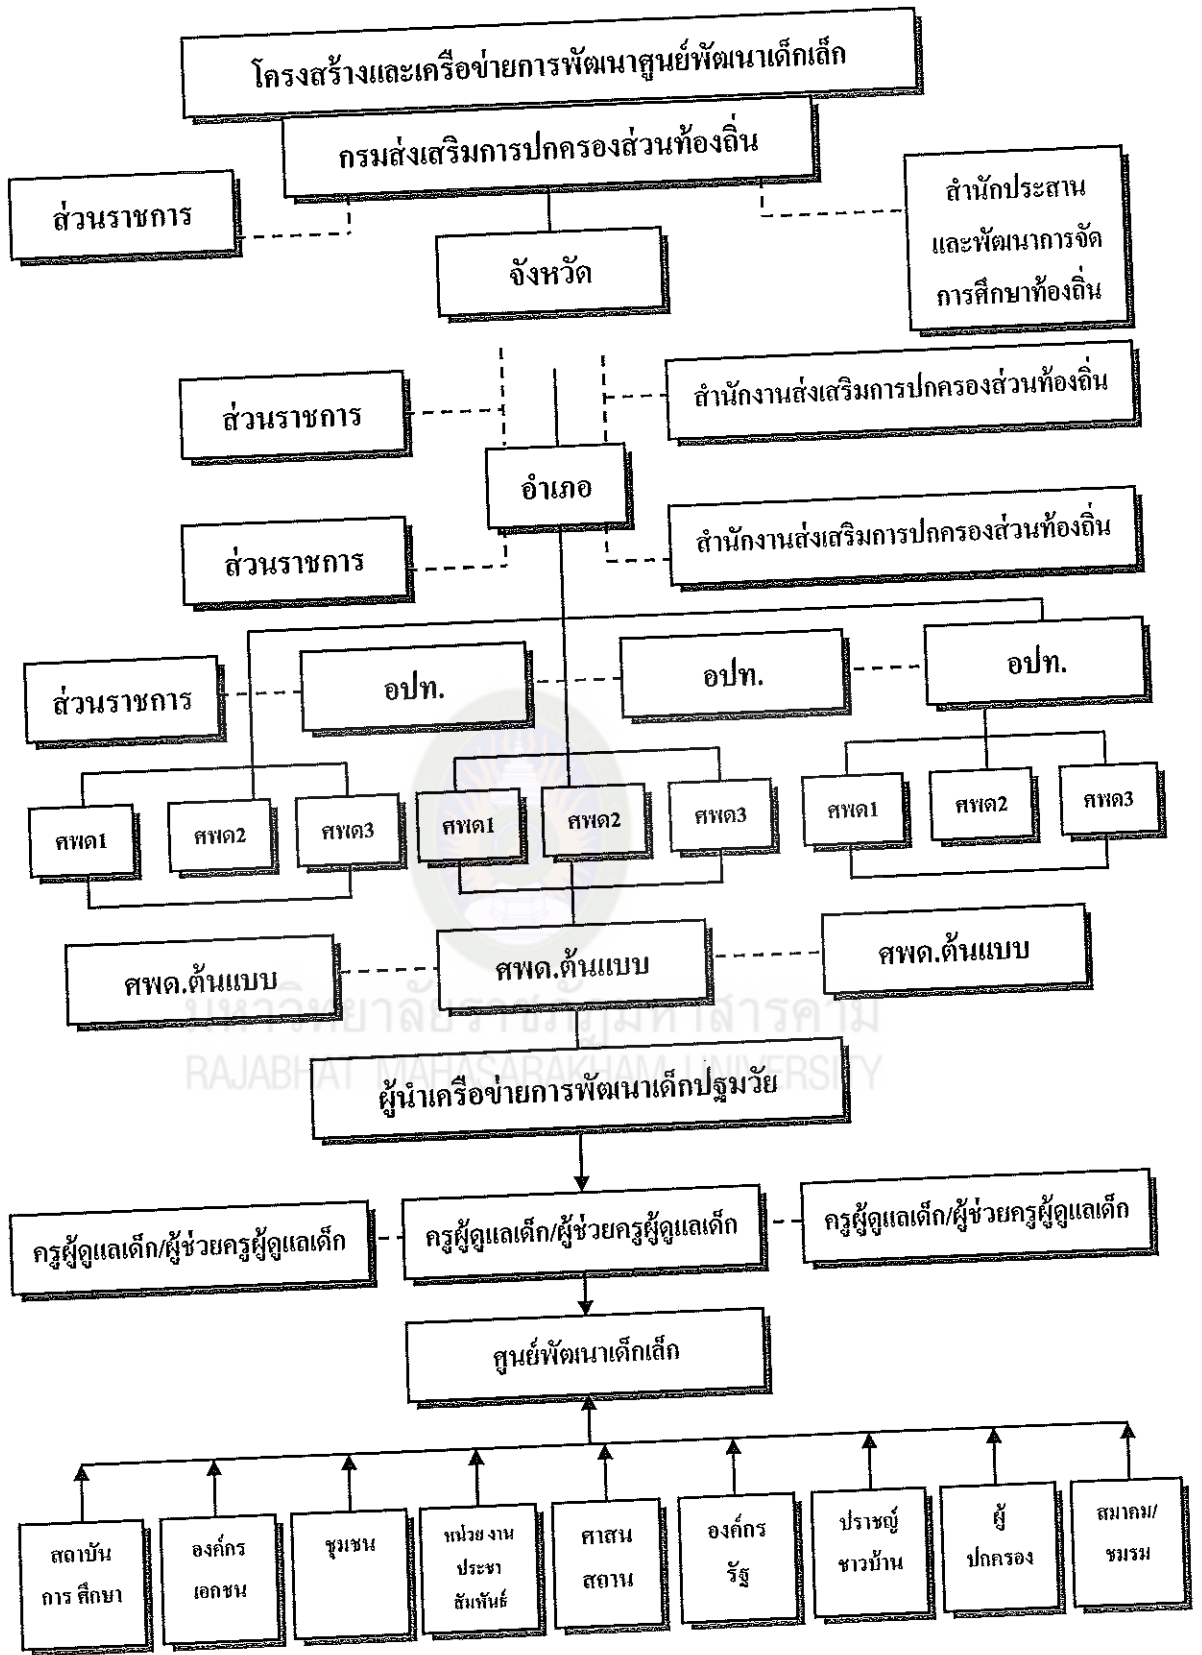 โครงสร้างและเครือข่ายการพัฒนาศูนย์พัฒนาเด็กเล็ก
กรมส่งเสริมการปกครองส่วนท้องถิ่น
ส่วนราชการ
สำนักประสาน
และพัฒนาการจัด
การศึกษาท้องถิ่น
จังหวัด
ส่วนราชการ
สำนักงานส่งเสริมการปกครองส่วนท้องถิ่น
อำเภอ
ส่วนราชการ
สำนักงานส่งเสริมการปกครองส่วนท้องถิ่น
ส่วนราชการ
อปท.
อปท.
อปท.
ศพด1
ศพด2
ศพด3
ศพด1
ศพด2
ศพด3
ศพด1
ศพด2
ศพด3
ศพด.ต้นแบบ
ศพด.ต้นแบบ
ศพด.ต้นแบบ
มหาวิทยาลัยราชภัฏมหาสารคาม
RAJABHAT MAHASARAKHAM UNIVERSITY
ผู้นำเครือข่ายการพัฒนาเด็กปฐมวัย
ครูผู้ดูแลเด็ก/ผู้ช่วยครูผู้ดูแลเด็ก
ครูผู้ดูแลเด็ก/ผู้ช่วยครูผู้ดูแลเด็ก
ครูผู้ดูแลเด็ก/ผู้ช่วยครูผู้ดูแลเด็ก
ศูนย์พัฒนาเด็กเล็ก
สถาบัน
การ ศึกษา
องค์กร
เอกชน
ชุมชน
หน่วย งาน
ประชา
สัมพันธ์
ศาสน
สถาน
องค์กร
รัฐ
ปราชญ์
ชาวบ้าน
ผู้
ปกครอง
สมาคม/
ชมรม